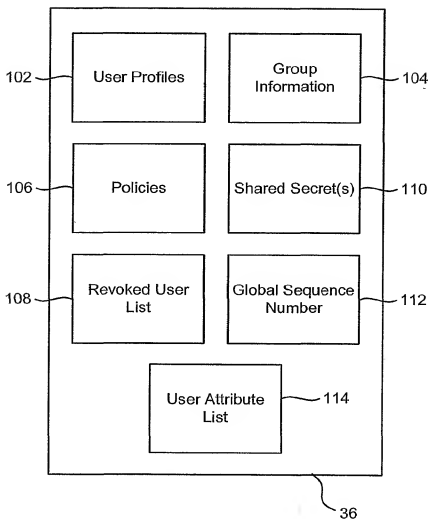 102
User Profiles
Group
Information
104
106
Policies
Shared Secret(s)
110
108
Revoked User
List
Global Sequence
Number
112
User Attribute
List
114
36